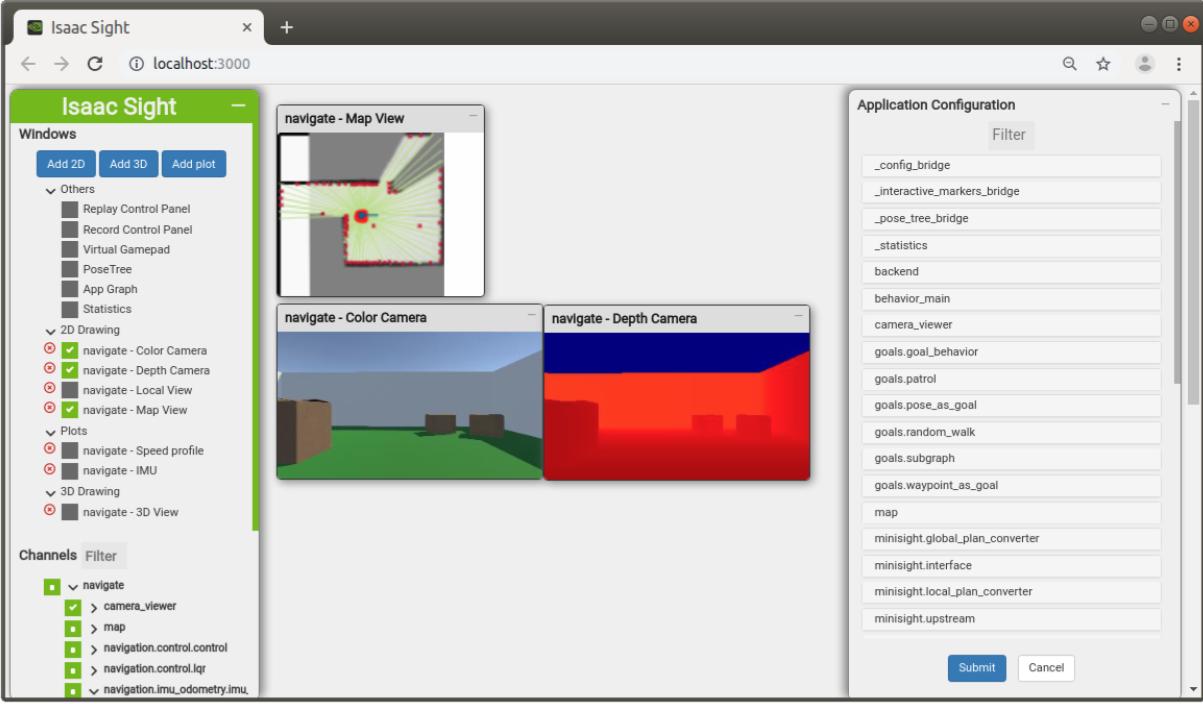 Isaac Sight
localhost:3000
Isaac Sight
Windows
Add 2D Add 3D Add plot
Others
Replay Control Panel
Record Control Panel
Virtual Gamepad
PoseTree
App Graph
Statistics
2D Drawing
navigate - Color Camera
navigate - Depth Camera
navigate - Local View
navigate - Map View
Plots
navigate - Speed profile
navigate - IMU
3D Drawing
navigate - 3D View
Channels Filter
navigate
camera_viewer
map
navigation.control.control
navigation.control.lqr
navigation.imu_odometry.imu_
navigate - Map View
navigate - Color Camera
navigate - Depth Camera
Application Configuration
Filter
_config_bridge
_interactive_markers_bridge
_pose_tree_bridge
_statistics
backend
behavior_main
camera_viewer
goals.goal_behavior
goals.patrol
goals.pose_as_goal
goals.random_walk
goals.subgraph
goals.waypoint_as_goal
map
minisight.global_plan_converter
minisight.interface
minisight.local_plan_converter
minisight.upstream
Submit Cancel